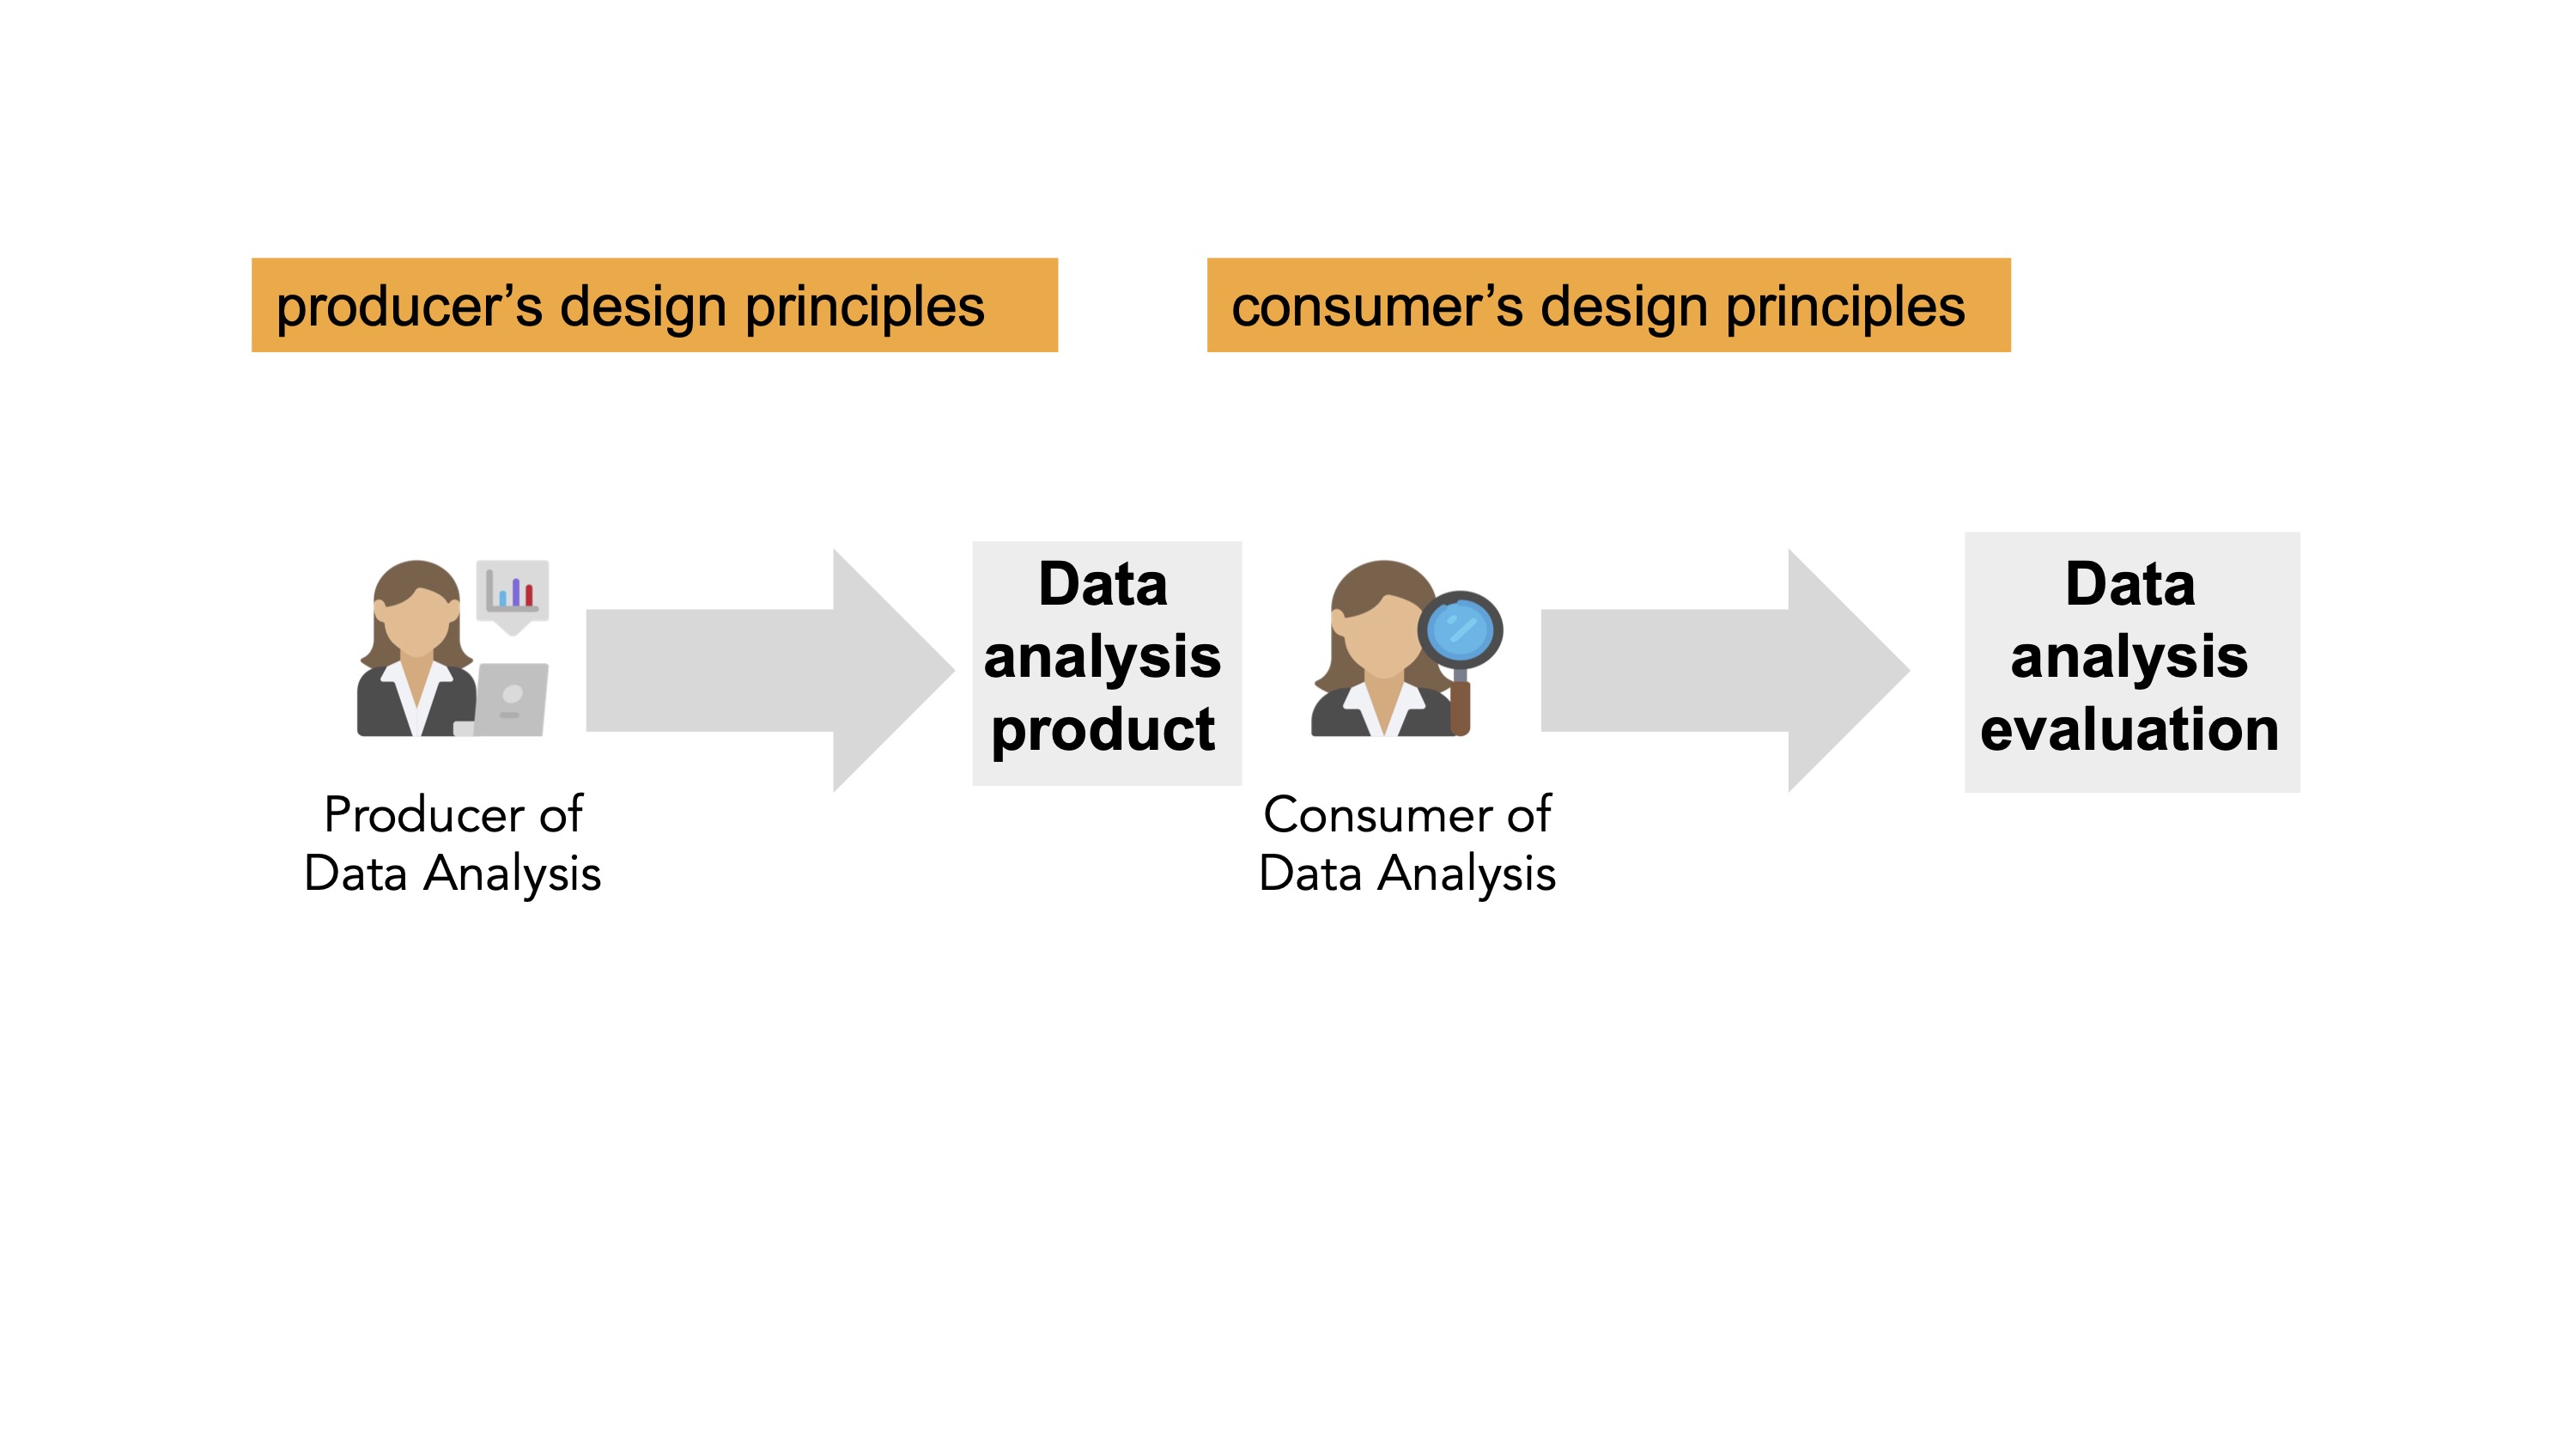 producer’s design principles
consumer’s design principles
Data
analysis
product
Data
analysis
evaluation
Producer of
Data Analysis
Consumer of
Data Analysis